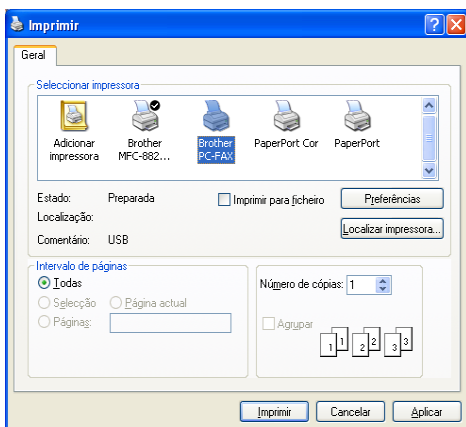 Imprimir
Geral
Seleccionar impressora
Adicionar impressora
Brother MFC-882...
Brother PC-FAX
PaperPort Cor
PaperPort
Estado: Preparada
Imprimir para ficheiro
Preferências
Localização:
Localizar impressora...
Comentário: USB
Intervalo de páginas
Todas
Selecção
Página actual
Páginas:
Número de cópias: 1
Agrupar
1 1 2 2 3 3
Imprimir
Cancelar
Aplicar